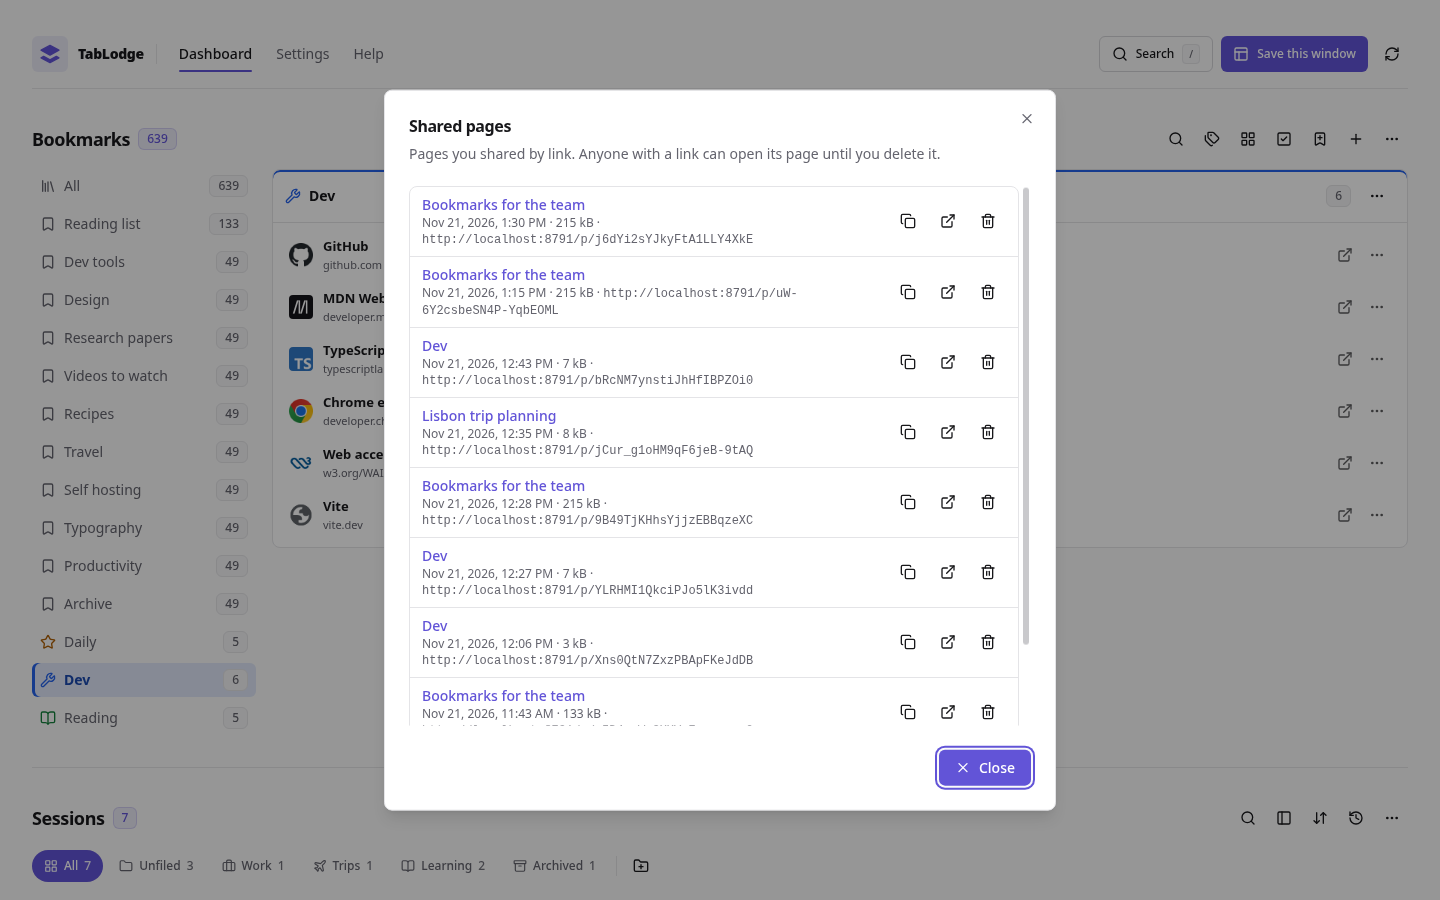 TabLodge
Dashboard
Settings
Help
Search /
Save this window
Bookmarks 639
All 639
Reading list 133
Dev tools 49
Design 49
Research papers 49
Videos to watch 49
Recipes 49
Travel 49
Self hosting 49
Typography 49
Productivity 49
Archive 49
Daily 5
Dev 6
Reading 5
Dev 6
GitHub
github.com
MDN Web
developer.m
TypeScrip
typescriptla
Chrome e
developer.ch
Web acce
w3.org/WAI
Vite
vite.dev
Shared pages
Pages you shared by link. Anyone with a link can open its page until you delete it.
Bookmarks for the team
Nov 21, 2026, 1:30 PM · 215 kB ·
http://localhost:8791/p/j6dYi2sYJkyFtA1LLY4XkE
Bookmarks for the team
Nov 21, 2026, 1:15 PM · 215 kB · http://localhost:8791/p/uW-
6Y2csbeSN4P-YqbEOML
Dev
Nov 21, 2026, 12:43 PM · 7 kB ·
http://localhost:8791/p/bRcNM7ynstiJhHfIBPZOi0
Lisbon trip planning
Nov 21, 2026, 12:35 PM · 8 kB ·
http://localhost:8791/p/jCur_g1oHM9qF6jeB-9tAQ
Bookmarks for the team
Nov 21, 2026, 12:28 PM · 215 kB ·
http://localhost:8791/p/9B49TjKHhsYjjzEBBqzeXC
Dev
Nov 21, 2026, 12:27 PM · 7 kB ·
http://localhost:8791/p/YLRHMI1QkciPJo5lK3ivdd
Dev
Nov 21, 2026, 12:06 PM · 3 kB ·
http://localhost:8791/p/Xns0QtN7ZxzPBApFKeJdDB
Bookmarks for the team
Nov 21, 2026, 11:43 AM · 133 kB ·
Close
Sessions 7
All 7
Unfiled 3
Work 1
Trips 1
Learning 2
Archived 1